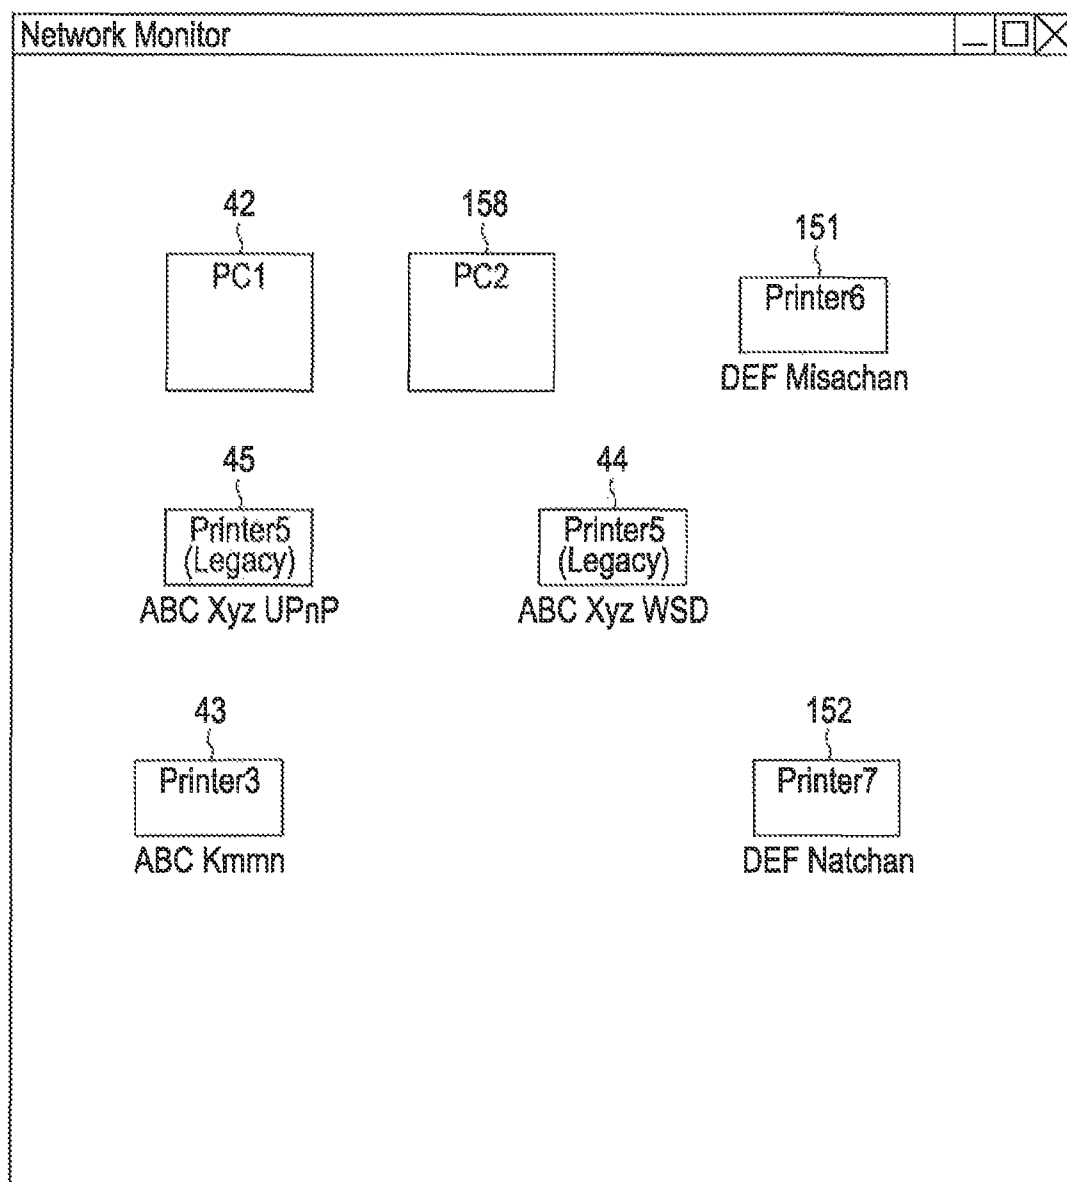 Network Monitor
42
158
151
PC1
PC2
Printer6
DEF Misachan
45
44
Printer5
(Legacy)
Printer5
(Legacy)
ABC Xyz UPnP
ABC Xyz WSD
43
152
Printer3
Printer7
ABC Kmmn
DEF Natchan